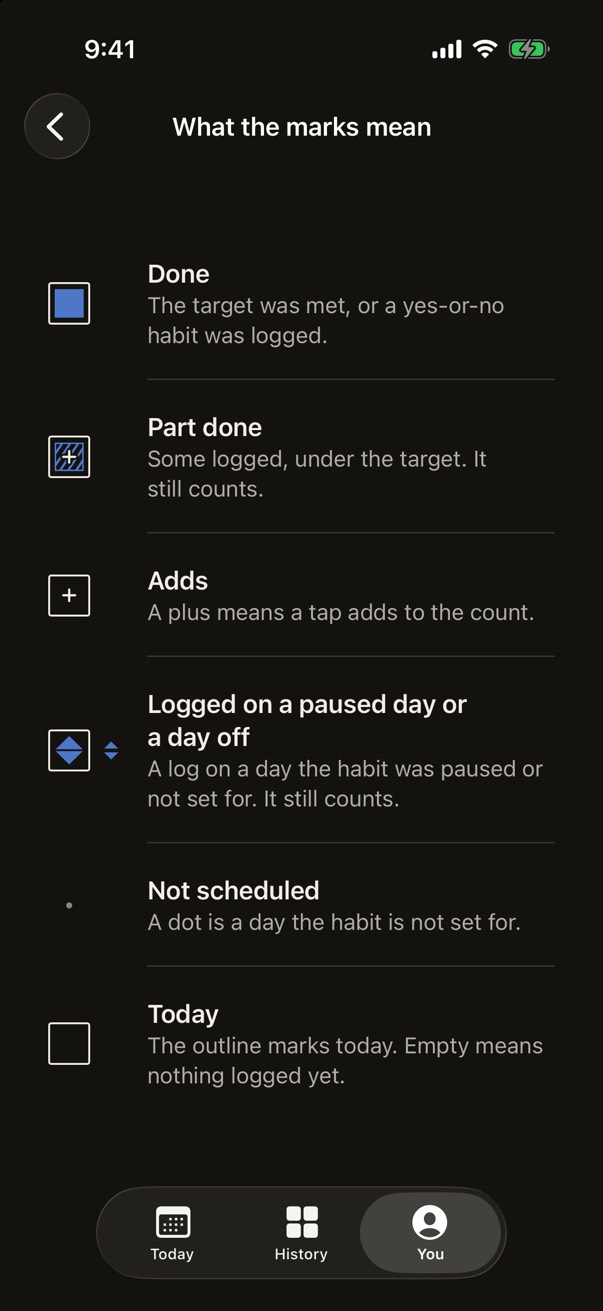 9:41
What the marks mean
Done
The target was met, or a yes-or-no
habit was logged.
Part done
Some logged, under the target. It
still counts.
Adds
A plus means a tap adds to the count.
Logged on a paused day or
a day off
A log on a day the habit was paused or
not set for. It still counts.
Not scheduled
A dot is a day the habit is not set for.
Today
The outline marks today. Empty means
nothing logged yet.
Today
History
You